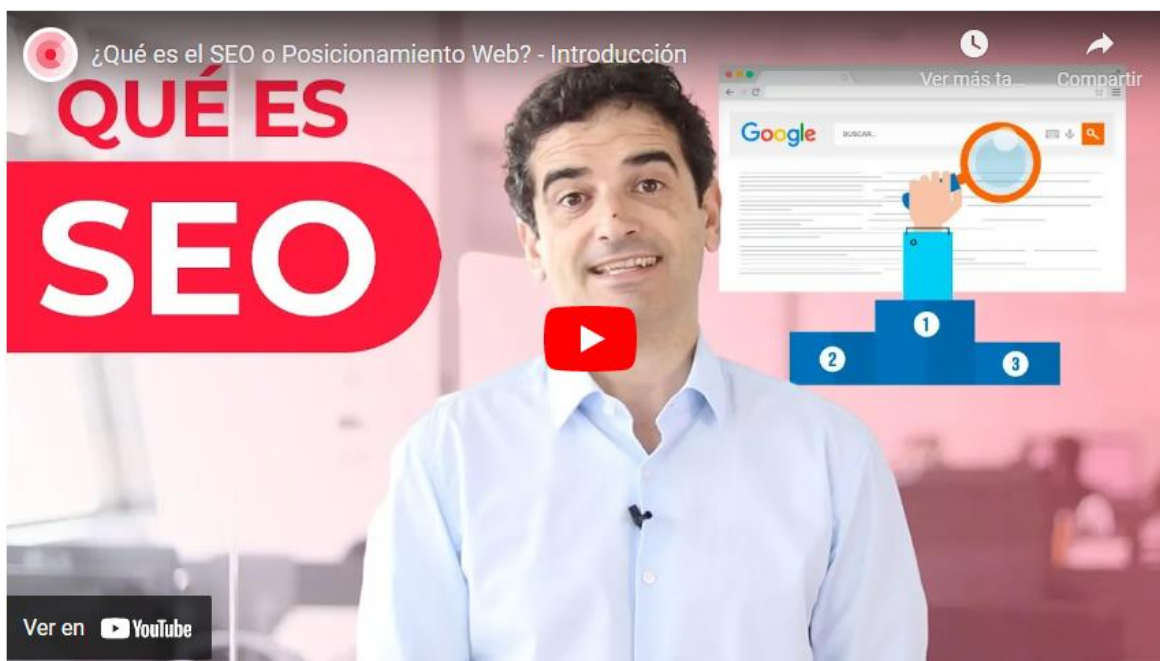 ¿Qué es el SEO o Posicionamiento Web? - Introducción
Ver más ta...
Compartir
QUÉ ES
SEO
Google
BUSCAR...
1
2
3
Ver en YouTube